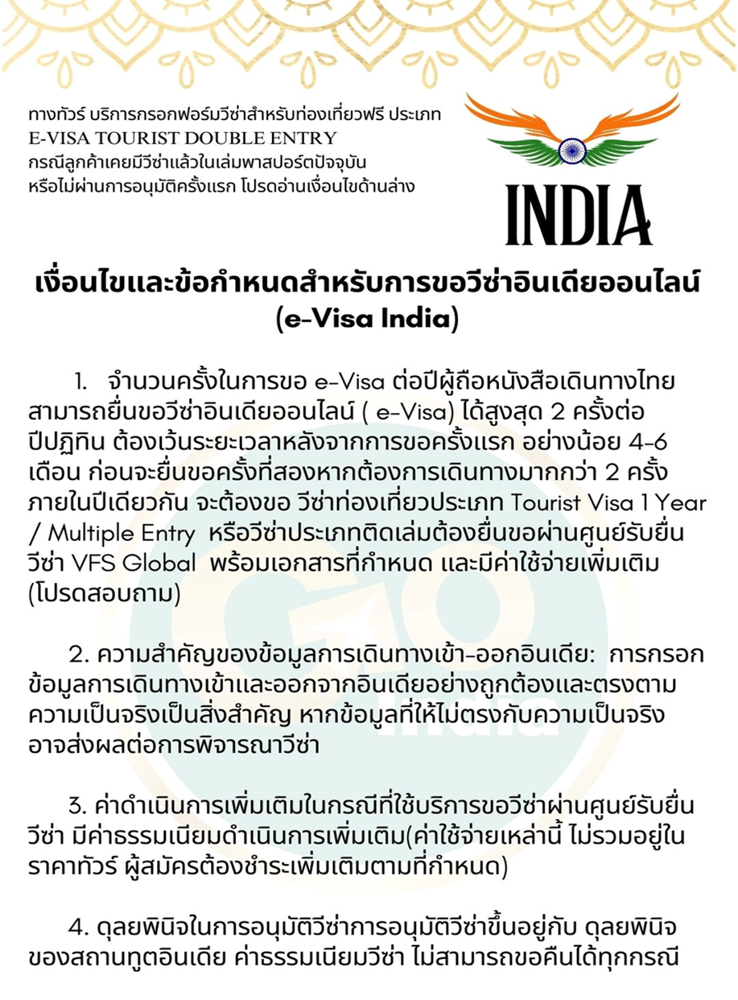 ทางทัวร์ บริการกรอกฟอร์มวีซ่าสำหรับท่องเที่ยวฟรี ประเภท
E-VISA TOURIST DOUBLE ENTRY
กรณีลูกค้าเคยมีวีซ่าแล้วในเล่มพาสปอร์ตปัจจุบัน
หรือไม่ผ่านการอนุมัติครั้งแรก โปรดอ่านเงื่อนไขด้านล่าง
INDIA
เงื่อนไขและข้อกำหนดสำหรับการขอวีซ่าอินเดียออนไลน์
(e-Visa India)
1. จำนวนครั้งในการขอ e-Visa ต่อปีผู้ถือหนังสือเดินทางไทย
สามารถยื่นขอวีซ่าอินเดียออนไลน์ ( e-Visa) ได้สูงสุด 2 ครั้งต่อ
ปีปฏิทิน ต้องเว้นระยะเวลาหลังจากการขอครั้งแรก อย่างน้อย 4-6
เดือน ก่อนจะยื่นขอครั้งที่สองหากต้องการเดินทางมากกว่า 2 ครั้ง
ภายในปีเดียวกัน จะต้องขอ วีซ่าท่องเที่ยวประเภท Tourist Visa 1 Year
/ Multiple Entry หรือวีซ่าประเภทติดเล่มต้องยื่นขอผ่านศูนย์รับยื่น
วีซ่า VFS Global พร้อมเอกสารที่กำหนด และมีค่าใช้จ่ายเพิ่มเติม
(โปรดสอบถาม)
2. ความสำคัญของข้อมูลการเดินทางเข้า-ออกอินเดีย: การกรอก
ข้อมูลการเดินทางเข้าและออกจากอินเดียอย่างถูกต้องและตรงตาม
ความเป็นจริงเป็นสิ่งสำคัญ หากข้อมูลที่ให้ไม่ตรงกับความเป็นจริง
อาจส่งผลต่อการพิจารณาวีซ่า
3. ค่าดำเนินการเพิ่มเติมในกรณีที่ใช้บริการขอวีซ่าผ่านศูนย์รับยื่น
วีซ่า มีค่าธรรมเนียมดำเนินการเพิ่มเติม(ค่าใช้จ่ายเหล่านี้ ไม่รวมอยู่ใน
ราคาทัวร์ ผู้สมัครต้องชำระเพิ่มเติมตามที่กำหนด)
4. ดุลยพินิจในการอนุมัติวีซ่าการอนุมัติวีซ่าขึ้นอยู่กับ ดุลยพินิจ
ของสถานทูตอินเดีย ค่าธรรมเนียมวีซ่า ไม่สามารถขอคืนได้ทุกกรณี
GO
India